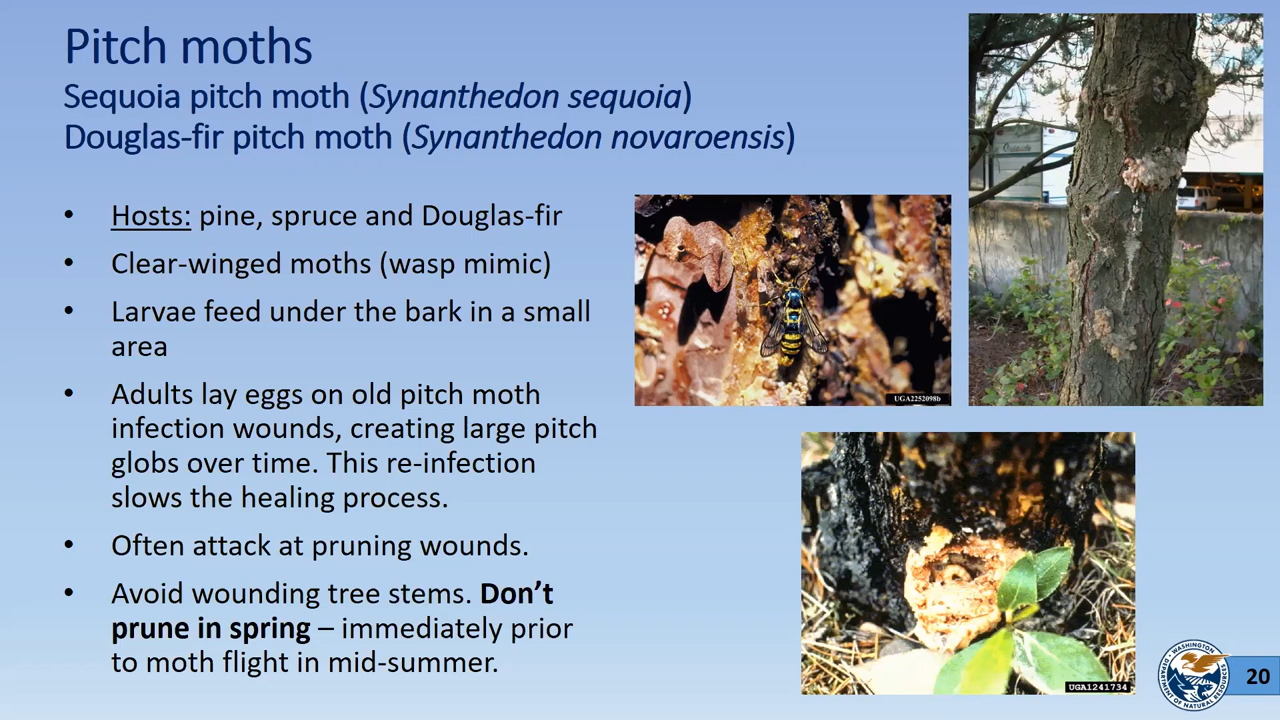 Pitch moths
Sequoia pitch moth (Synanthedon sequoia)
Douglas-fir pitch moth (Synanthedon novaroensis)
• Hosts: pine, spruce and Douglas-fir
• Clear-winged moths (wasp mimic)
• Larvae feed under the bark in a small
area
• Adults lay eggs on old pitch moth
infection wounds, creating large pitch
globs over time. This re-infection
slows the healing process.
• Often attack at pruning wounds.
• Avoid wounding tree stems. Don’t
prune in spring – immediately prior
to moth flight in mid-summer.
UGA2252098b
UGA1241734
WASHINGTON
DEPARTMENT OF NATURAL RESOURCES
20